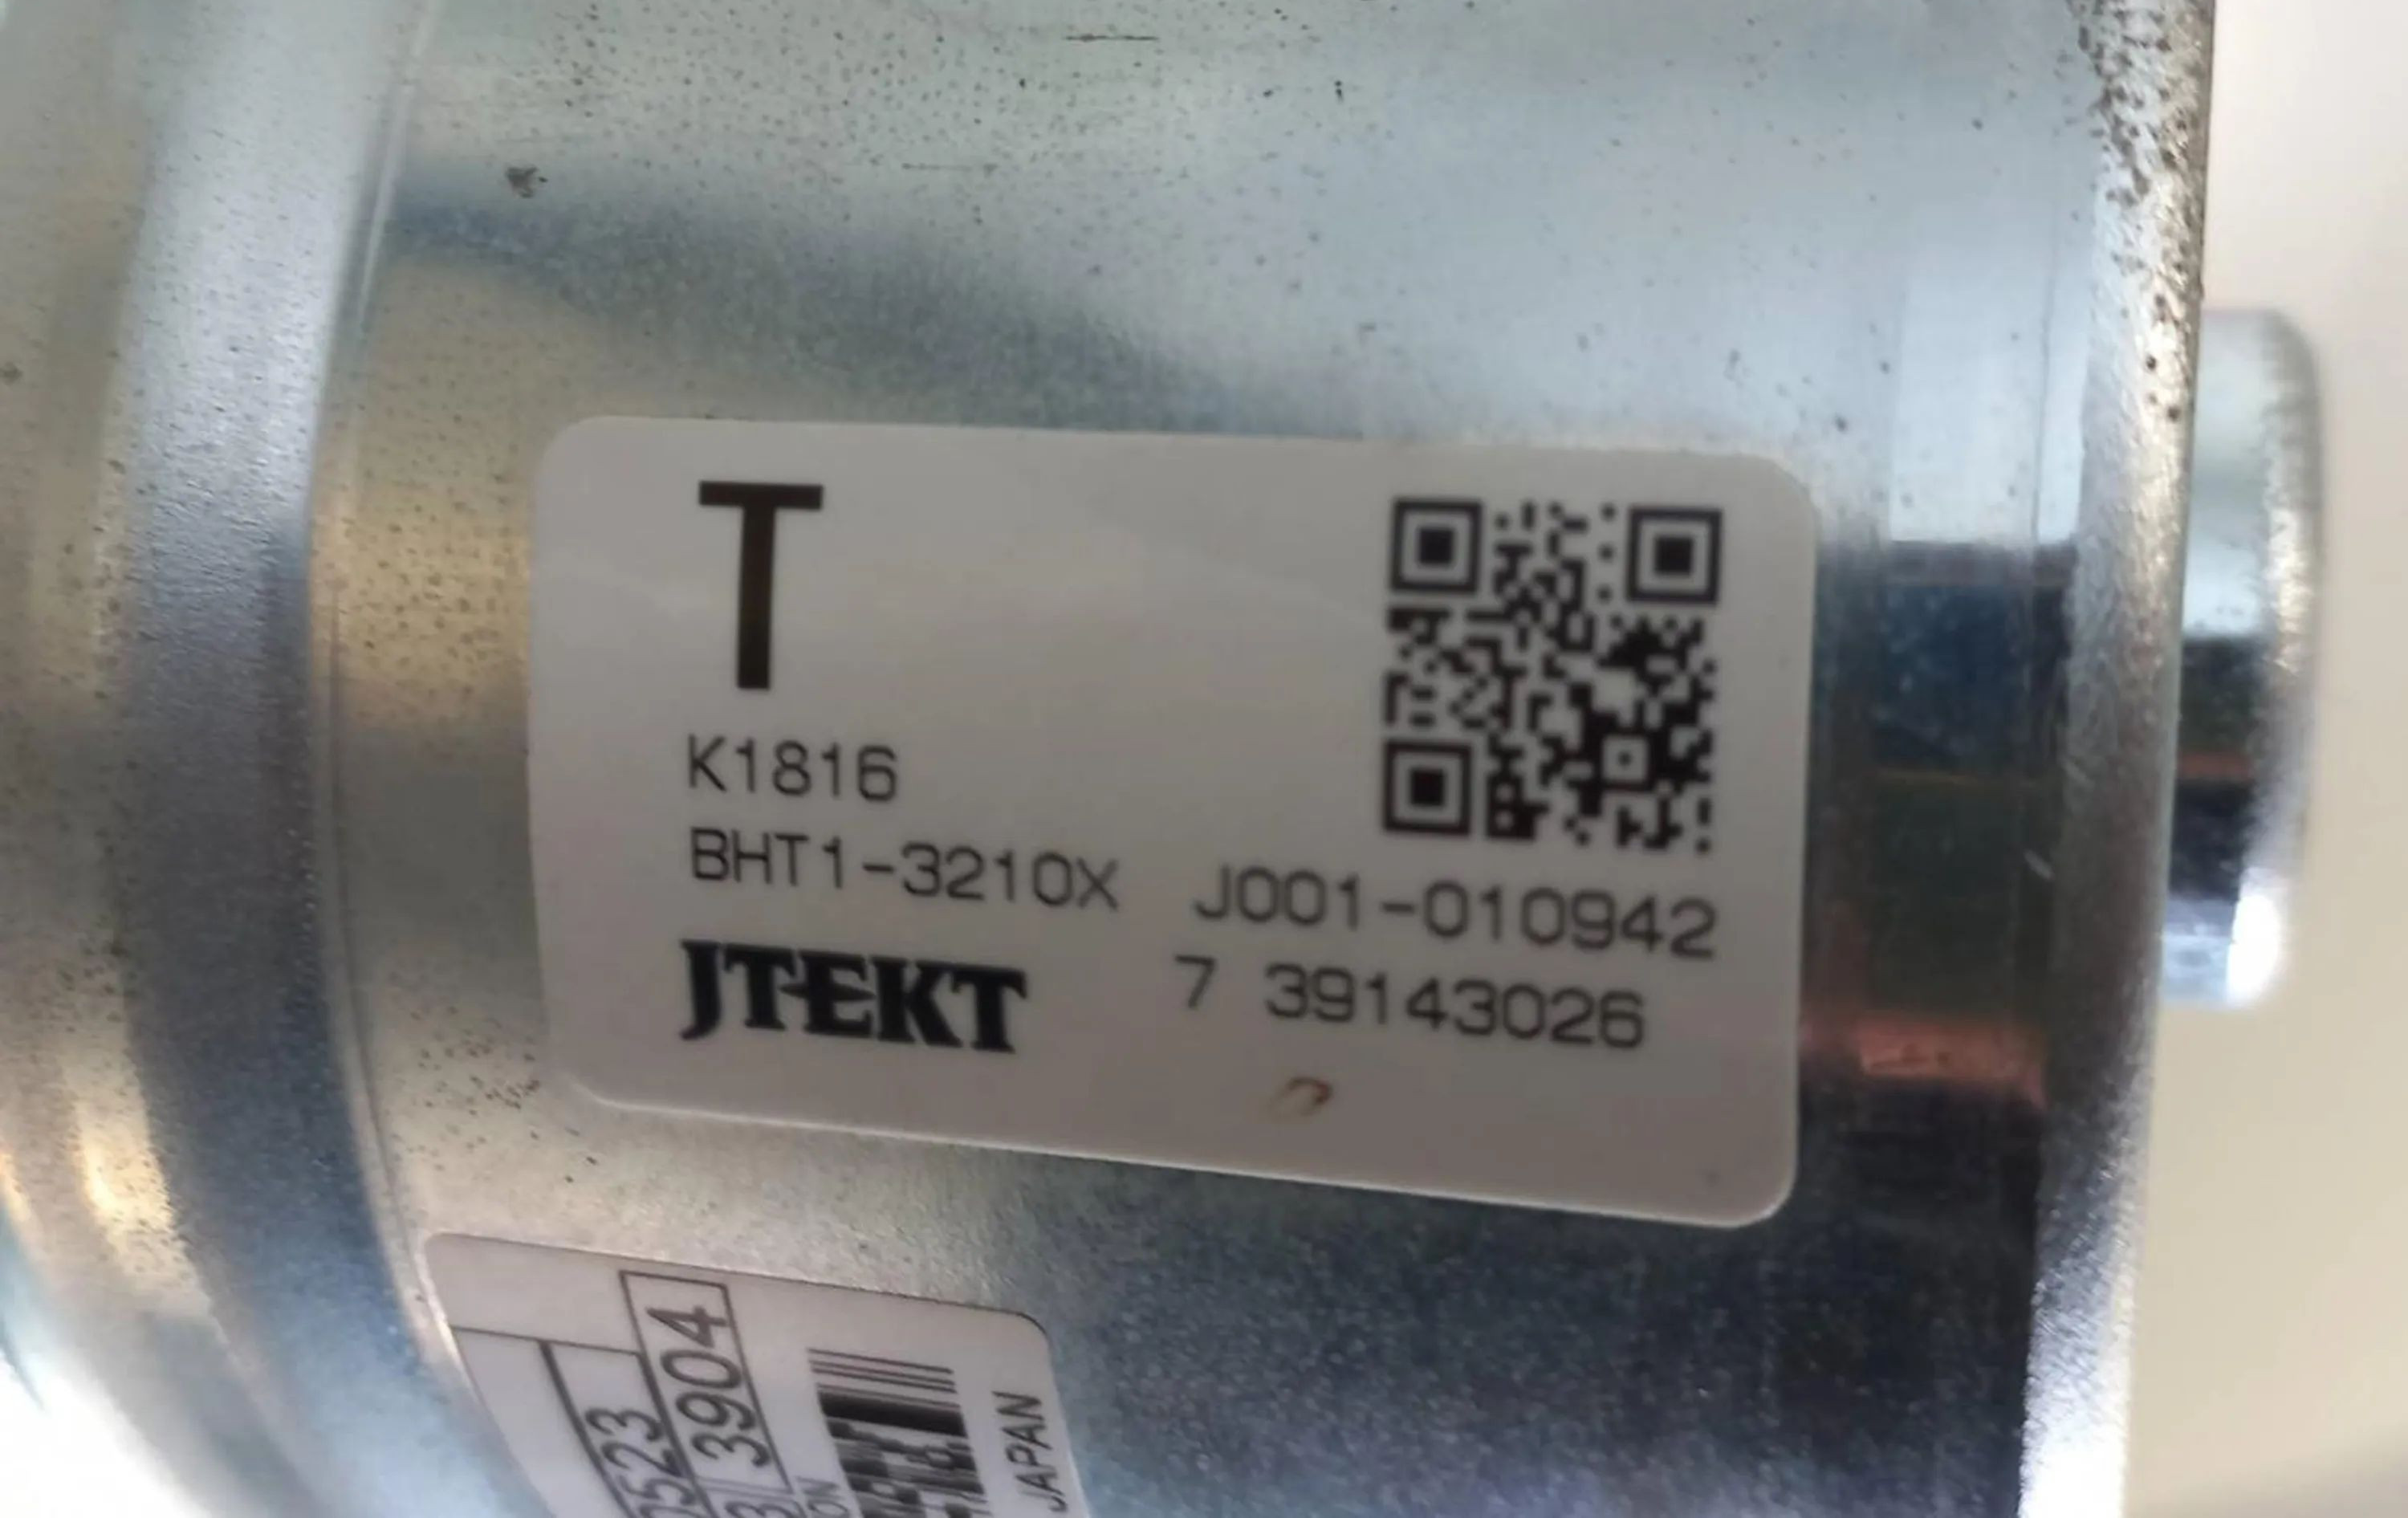 T
K1816
BHT1-3210X J001-010942
JTEKT 7 39143026
3904
0523
JAPAN